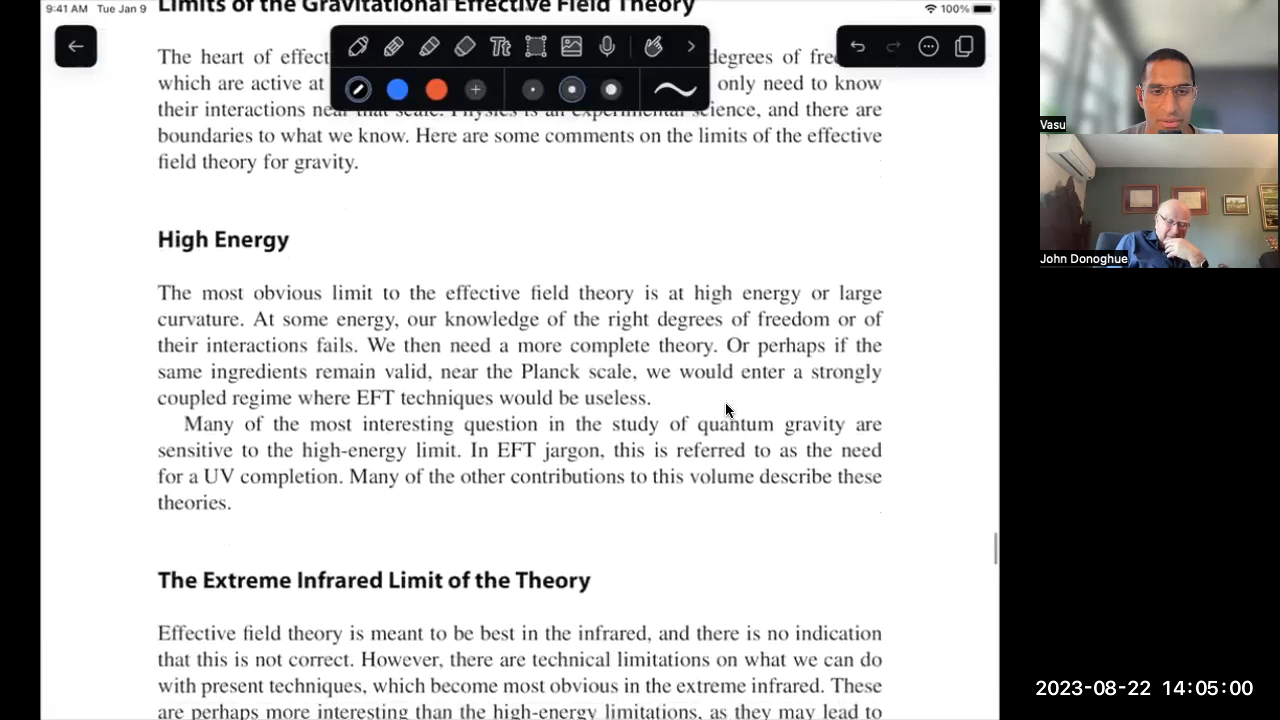 9:41 AM Tue Jan 9
100%
Limits of the Gravitational Effective Field Theory
The heart of effect degrees of free
which are active at only need to know
their interactions near that scale. Physics is an experimental science, and there are
boundaries to what we know. Here are some comments on the limits of the effective
field theory for gravity.
High Energy
The most obvious limit to the effective field theory is at high energy or large
curvature. At some energy, our knowledge of the right degrees of freedom or of
their interactions fails. We then need a more complete theory. Or perhaps if the
same ingredients remain valid, near the Planck scale, we would enter a strongly
coupled regime where EFT techniques would be useless.
Many of the most interesting question in the study of quantum gravity are
sensitive to the high-energy limit. In EFT jargon, this is referred to as the need
for a UV completion. Many of the other contributions to this volume describe these
theories.
The Extreme Infrared Limit of the Theory
Effective field theory is meant to be best in the infrared, and there is no indication
that this is not correct. However, there are technical limitations on what we can do
with present techniques, which become most obvious in the extreme infrared. These
are perhaps more interesting than the high-energy limitations, as they may lead to
Tt
Vasu
John Donoghue
2023-08-22 14:05:00